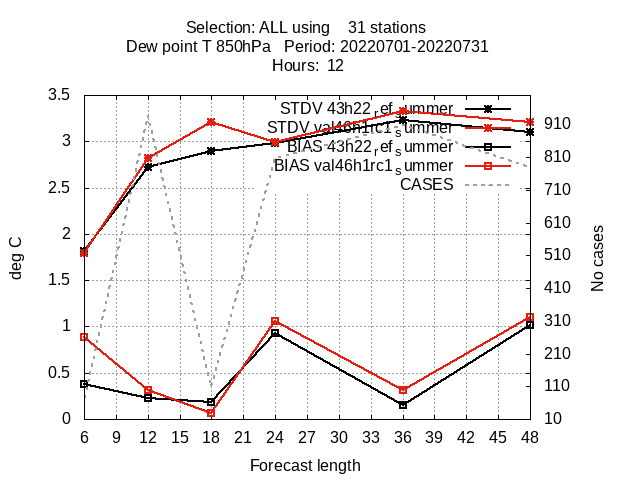 Selection: ALL using    31 stations
Dew point T 850hPa   Period: 20220701-20220731
Hours:  12
STDV 43h22_ref_summer
STDV val46h1rc1_summer
BIAS 43h22_ref_summer
BIAS val46h1rc1_summer
CASES
3.5
3
2.5
2
1.5
1
0.5
0
deg C
910
810
710
610
510
410
310
210
110
10
No cases
6 9 12 15 18 21 24 27 30 33 36 39 42 45 48
Forecast length